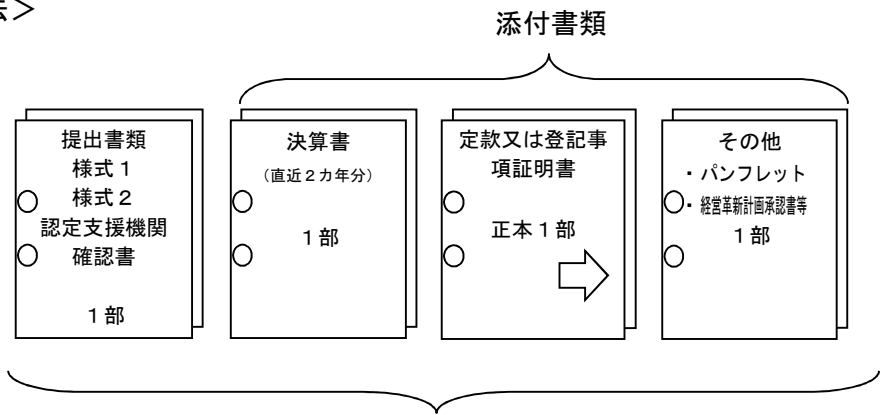 法＞
添付書類
提出書類
様式１
様式２
認定支援機関
確認書
１部
決算書
（直近２カ年分）
１部
定款又は登記事
項証明書
正本１部
その他
・パンフレット
・経営革新計画承認書等
１部